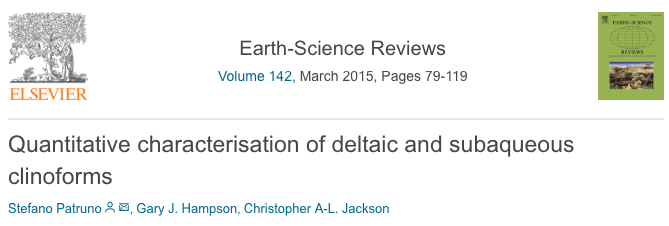 Earth-Science Reviews
Volume 142, March 2015, Pages 79-119
ELSEVIER
EARTH-SCIENCE
REVIEWS
Quantitative characterisation of deltaic and subaqueous
clinoforms
Stefano Patruno, Gary J. Hampson, Christopher A-L. Jackson